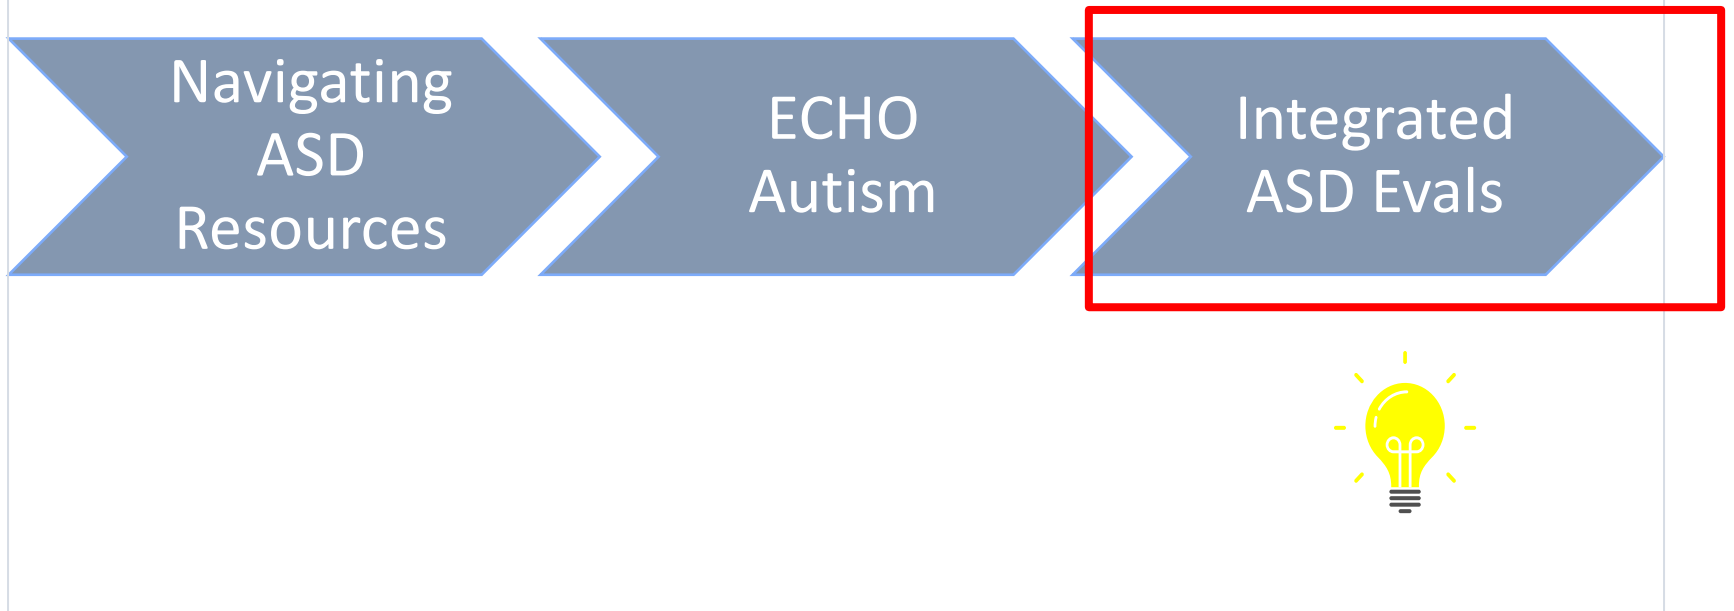 Navigating
ASD
Resources
ECHO
Autism
Integrated
ASD Evals